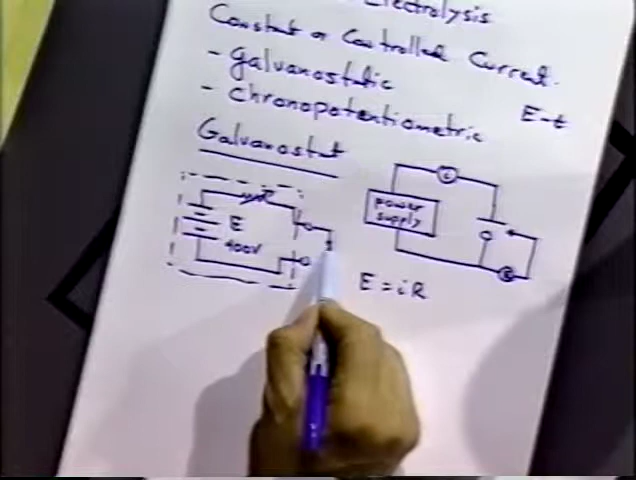 Electrolysis
Constant or Controlled Current.
- galvanostatic
- chronopotentiometric E-t
Galvanostat
power
supply
i
E
400V
E
E = iR